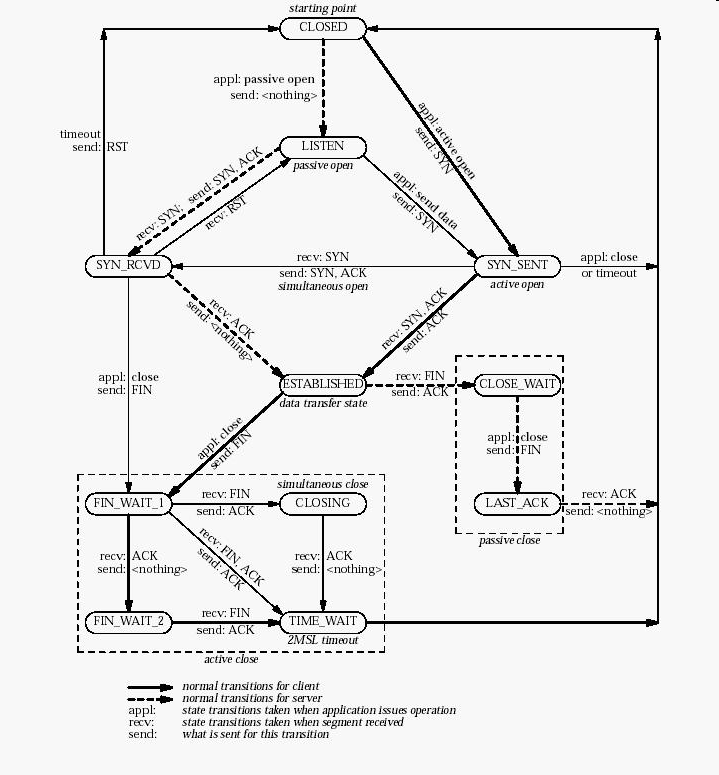 starting point
CLOSED
appl: passive open
send: <nothing>
appl: active open
send: SYN
timeout
send: RST
LISTEN
passive open
recv: SYN; send: SYN, ACK
recv: RST
appl: send data
send: SYN
SYN_RCVD
recv: SYN
send: SYN, ACK
simultaneous open
SYN_SENT
active open
appl: close
or timeout
recv: ACK
send: <nothing>
recv: SYN, ACK
send: ACK
appl: close
send: FIN
ESTABLISHED
data transfer state
recv: FIN
send: ACK
CLOSE_WAIT
appl: close
send: FIN
appl: close
send: FIN
LAST_ACK
recv: ACK
send: <nothing>
passive close
simultaneous close
FIN_WAIT_1
recv: FIN
send: ACK
CLOSING
recv: ACK
send: <nothing>
recv: FIN, ACK
send: ACK
recv: ACK
send: <nothing>
FIN_WAIT_2
recv: FIN
send: ACK
TIME_WAIT
2MSL timeout
active close
normal transitions for client
normal transitions for server
appl: state transitions taken when application issues operation
recv: state transitions taken when segment received
send: what is sent for this transition